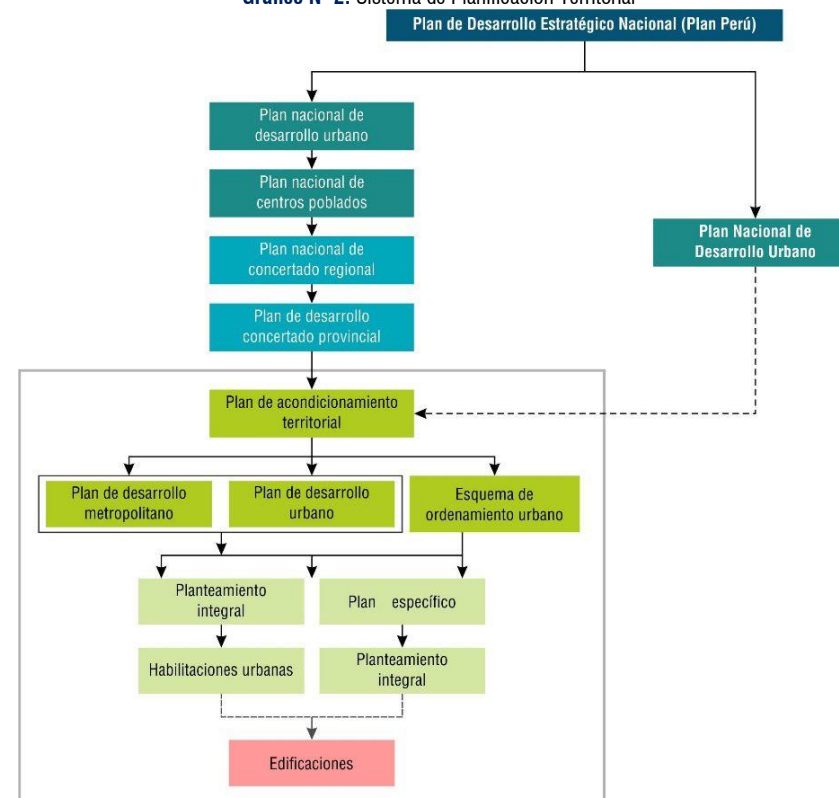 Gráfico N° 2: Sistema de Planificación Territorial
Plan de Desarrollo Estratégico Nacional (Plan Perú)
Plan nacional de
desarrollo urbano
Plan nacional de
centros poblados
Plan nacional de
concertado regional
Plan de desarrollo
concertado provincial
Plan Nacional de
Desarrollo Urbano
Plan de acondicionamiento
territorial
Plan de desarrollo
metropolitano
Plan de desarrollo
urbano
Esquema de
ordenamiento urbano
Planteamiento
integral
Plan específico
Habilitaciones urbanas
Planteamiento
integral
Edificaciones